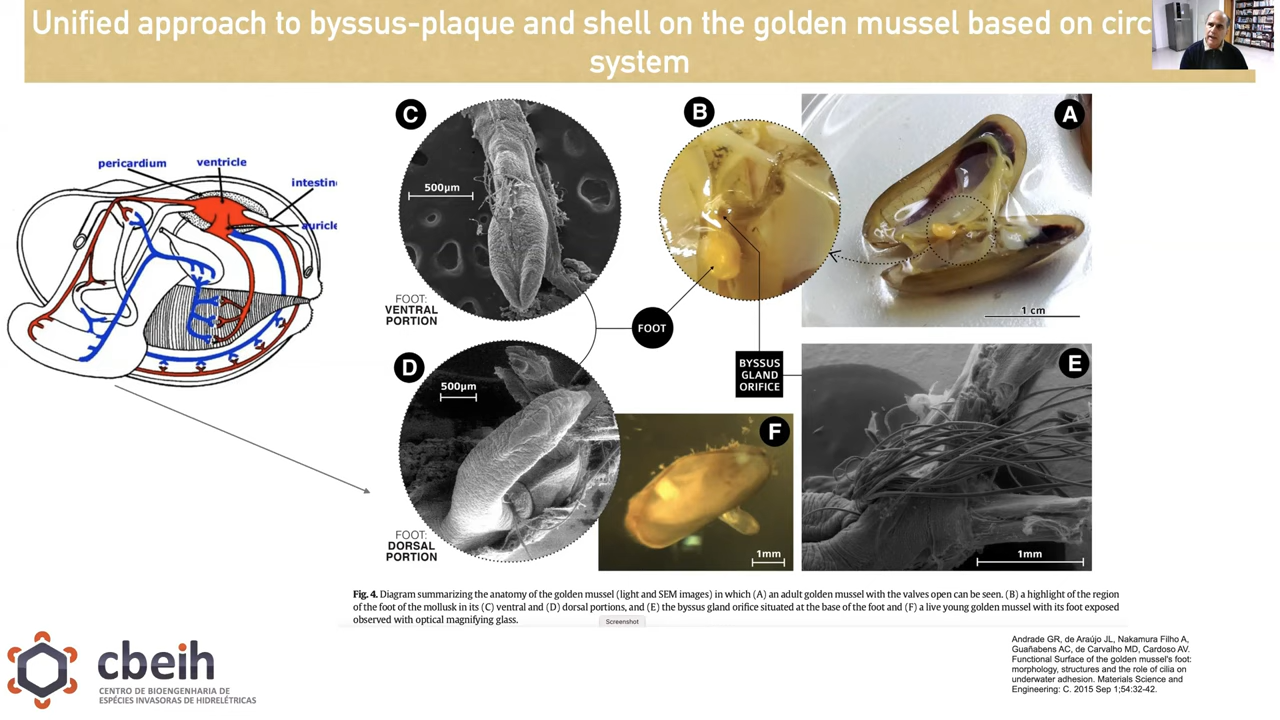 Unified approach to byssus-plaque and shell on the golden mussel based on circ
system
pericardium
ventricle
intestin
auricle
C
500µm
FOOT:
VENTRAL
PORTION
B
A
1 cm
FOOT
BYSSUS
GLAND
ORIFICE
D
500µm
FOOT:
DORSAL
PORTION
F
1mm
E
1mm
Fig. 4. Diagram summarizing the anatomy of the golden mussel (light and SEM images) in which (A) an adult golden mussel with the valves open can be seen. (B) a highlight of the region
of the foot of the mollusk in its (C) ventral and (D) dorsal portions, and (E) the byssus gland orifice situated at the base of the foot and (F) a live young golden mussel with its foot exposed
observed with optical magnifying glass.
Screenshot
cbeih
CENTRO DE BIOENGENHARIA DE
ESPÉCIES INVASORAS DE HIDRELÉTRICAS
Andrade GR, de Araújo JL, Nakamura Filho A,
Guañabens AC, de Carvalho MD, Cardoso AV.
Functional Surface of the golden mussel's foot:
morphology, structures and the role of cilia on
underwater adhesion. Materials Science and
Engineering: C. 2015 Sep 1;54:32-42.